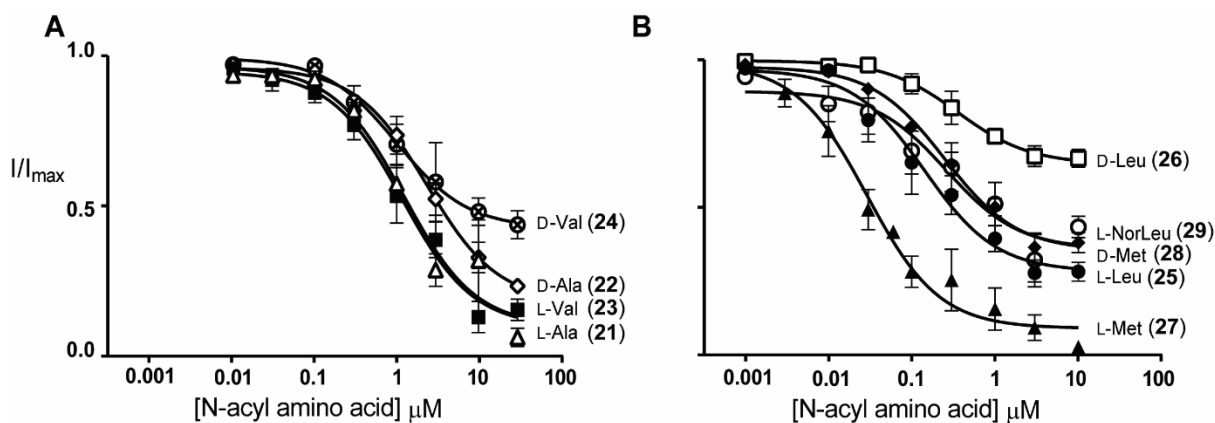 A
1.0
I/Imax
0.5
0.0
D-Val (24)
D-Ala (22)
L-Val (23)
L-Ala (21)
0.001 0.01 0.1 1 10 100
[N-acyl amino acid] μM
B
D-Leu (26)
L-NorLeu (29)
D-Met (28)
L-Leu (25)
L-Met (27)
0.001 0.01 0.1 1 10 100
[N-acyl amino acid] μM